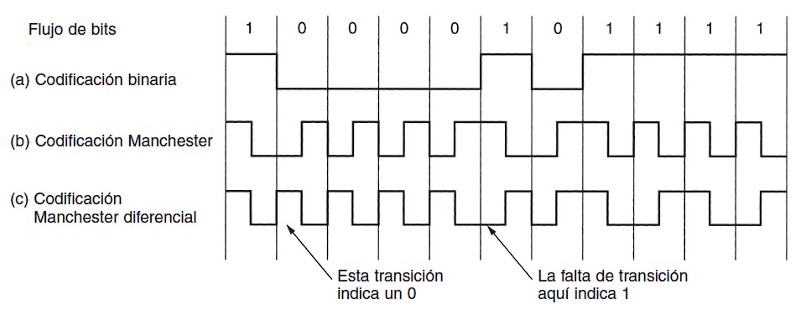 Flujo de bits 1 0 0 0 0 1 0 1 1 1 1
(a) Codificación binaria
(b) Codificación Manchester
(c) Codificación
Manchester diferencial
Esta transición
indica un 0
La falta de transición
aquí indica 1